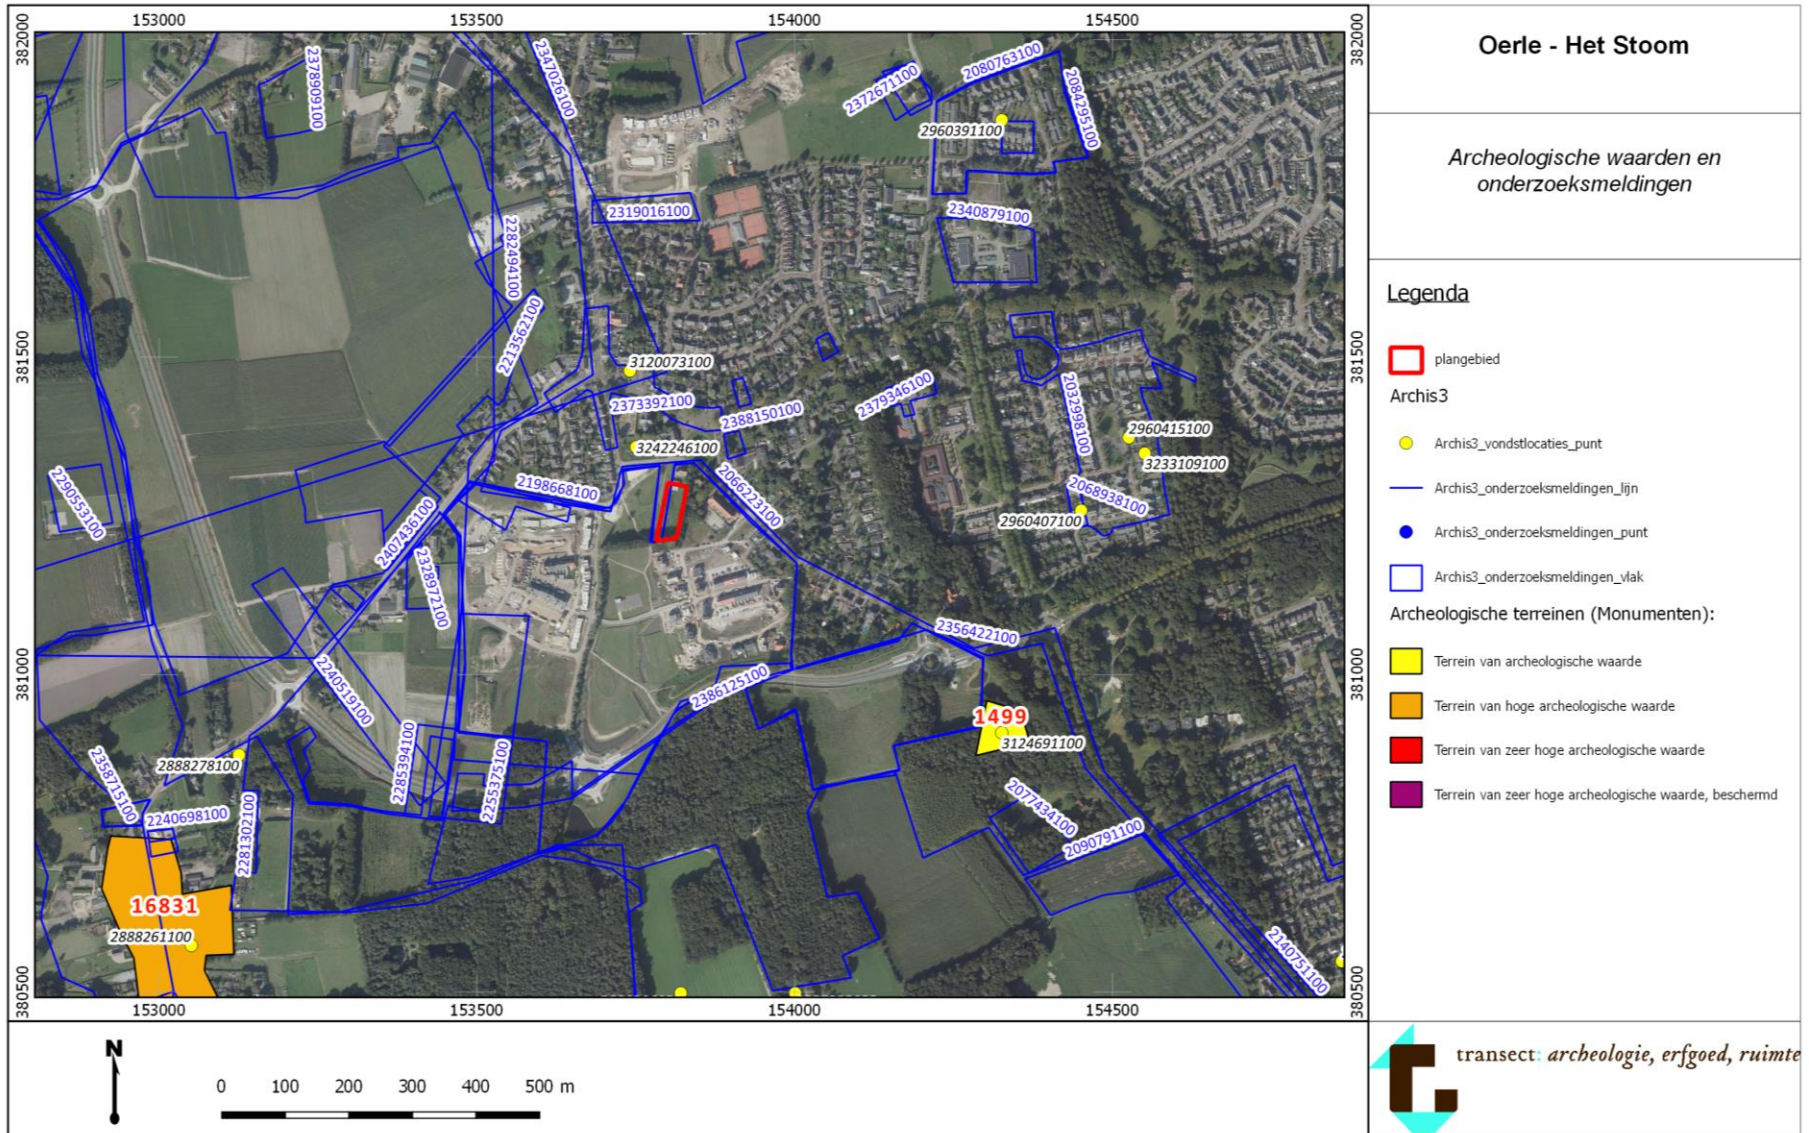 153000 153500 154000 154500
382000 382000
381500 381500
381000 381000
380500 380500
2378909100
2347026100
2372671100
2080763100
2084295100
2960391100
2319016100
2282494100
2340879100
2213562100
3120073100
2373392100
2388150100
2379346100
2032998100
2960415100
3233109100
3242246100
2290553100
2198668100
2066223100
2068938100
2960407100
2407436100
2328972100
2356422100
2240519100
2386125100
1499
3124691100
2888278100
2358715100
2285394100
2255375100
2240698100
2281302100
2077434100
2090791100
16831
2888261100
2140751100
153000 153500 154000 154500
N
0 100 200 300 400 500 m
Oerle - Het Stoom
Archeologische waarden en
onderzoeksmeldingen
Legenda
plangebied
Archis3
Archis3_vondstlocaties_punt
Archis3_onderzoeksmeldingen_lijn
Archis3_onderzoeksmeldingen_punt
Archis3_onderzoeksmeldingen_vlak
Archeologische terreinen (Monumenten):
Terrein van archeologische waarde
Terrein van hoge archeologische waarde
Terrein van zeer hoge archeologische waarde
Terrein van zeer hoge archeologische waarde, beschermd
transect: archeologie, erfgoed, ruimte